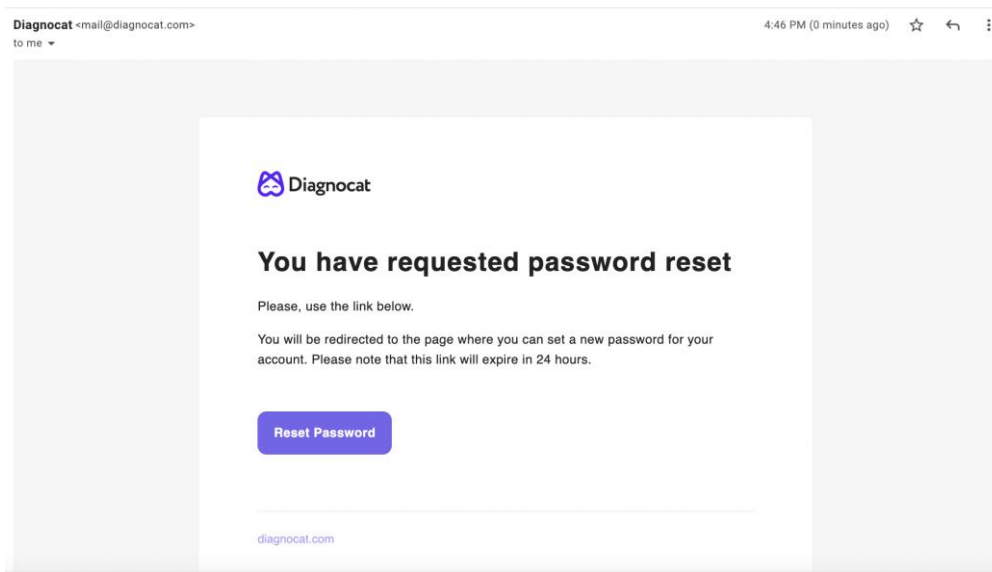 Diagnocat <mail@diagnocat.com>
4:46 PM (0 minutes ago)
to me
Diagnocat
You have requested password reset
Please, use the link below.
You will be redirected to the page where you can set a new password for your
account. Please note that this link will expire in 24 hours.
Reset Password
diagnocat.com